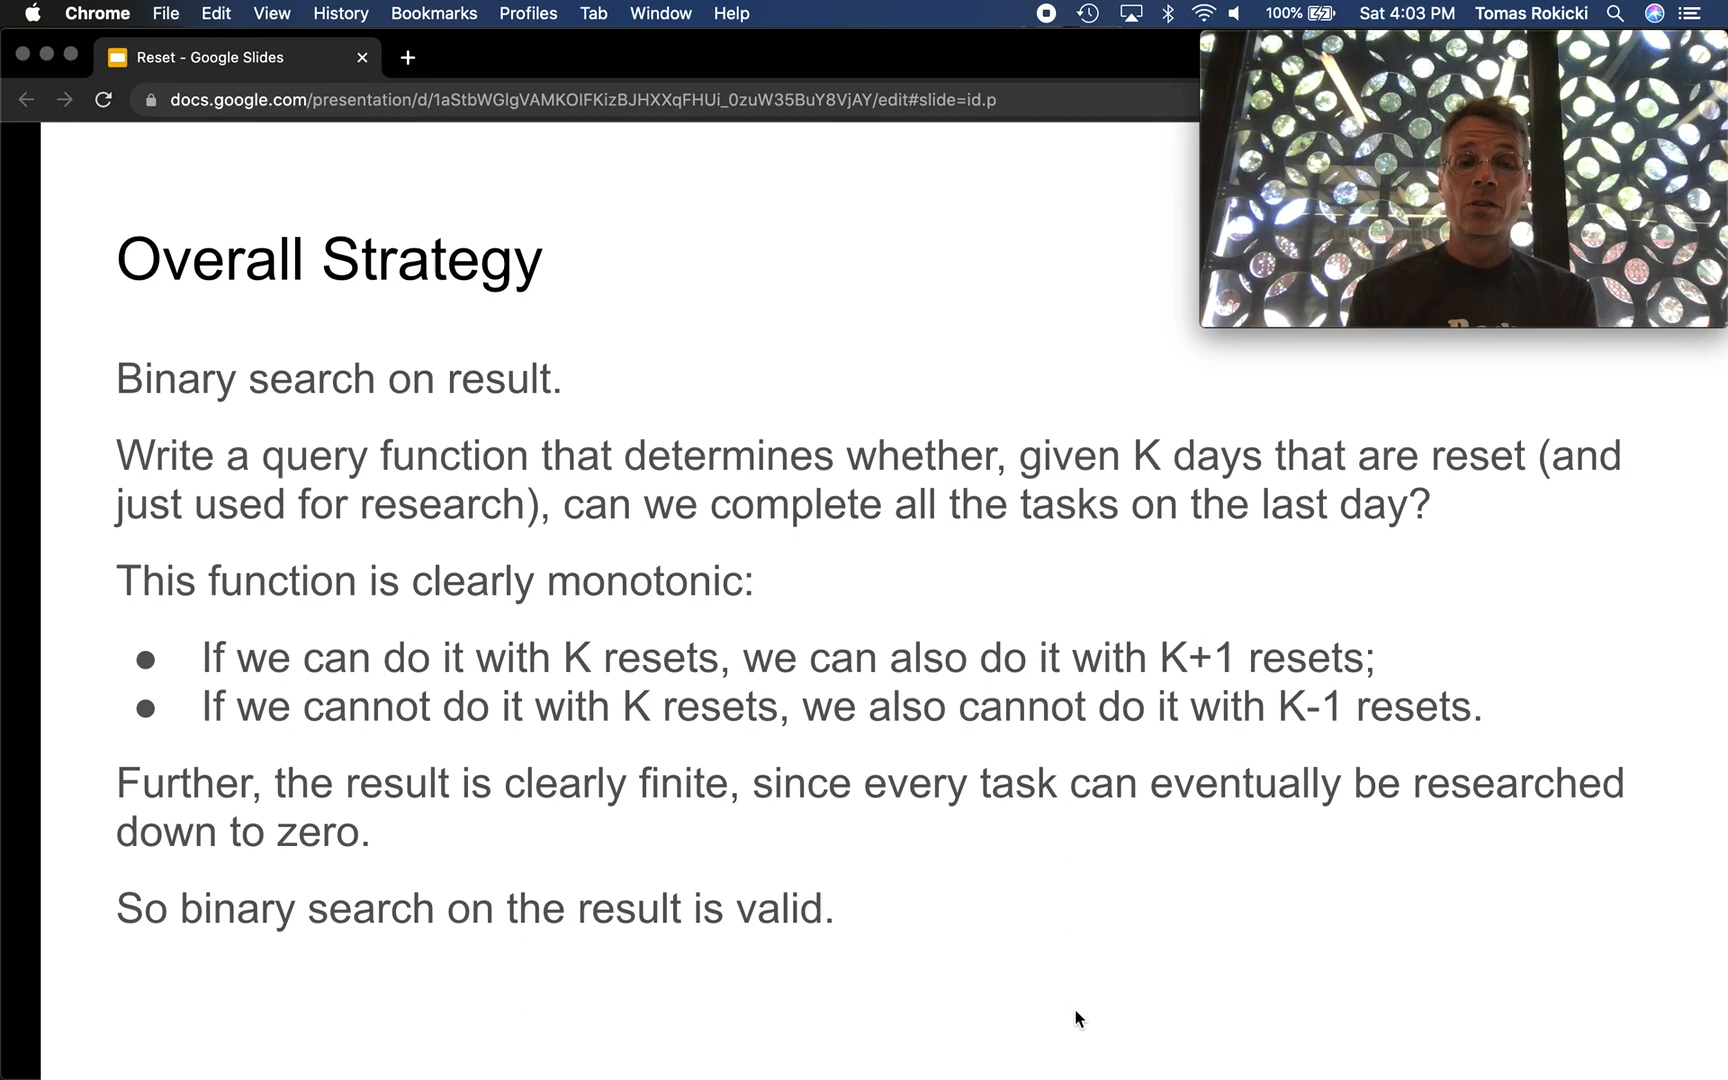 Chrome File Edit View History Bookmarks Profiles Tab Window Help 100% Sat 4:03 PM Tomas Rokicki
Reset - Google Slides
docs.google.com/presentation/d/1aStbWGlgVAMKOIFKizBJHXXqFHUi_0zuW35BuY8VjAY/edit#slide=id.p
Overall Strategy
Binary search on result.
Write a query function that determines whether, given K days that are reset (and
just used for research), can we complete all the tasks on the last day?
This function is clearly monotonic:
● If we can do it with K resets, we can also do it with K+1 resets;
● If we cannot do it with K resets, we also cannot do it with K-1 resets.
Further, the result is clearly finite, since every task can eventually be researched
down to zero.
So binary search on the result is valid.